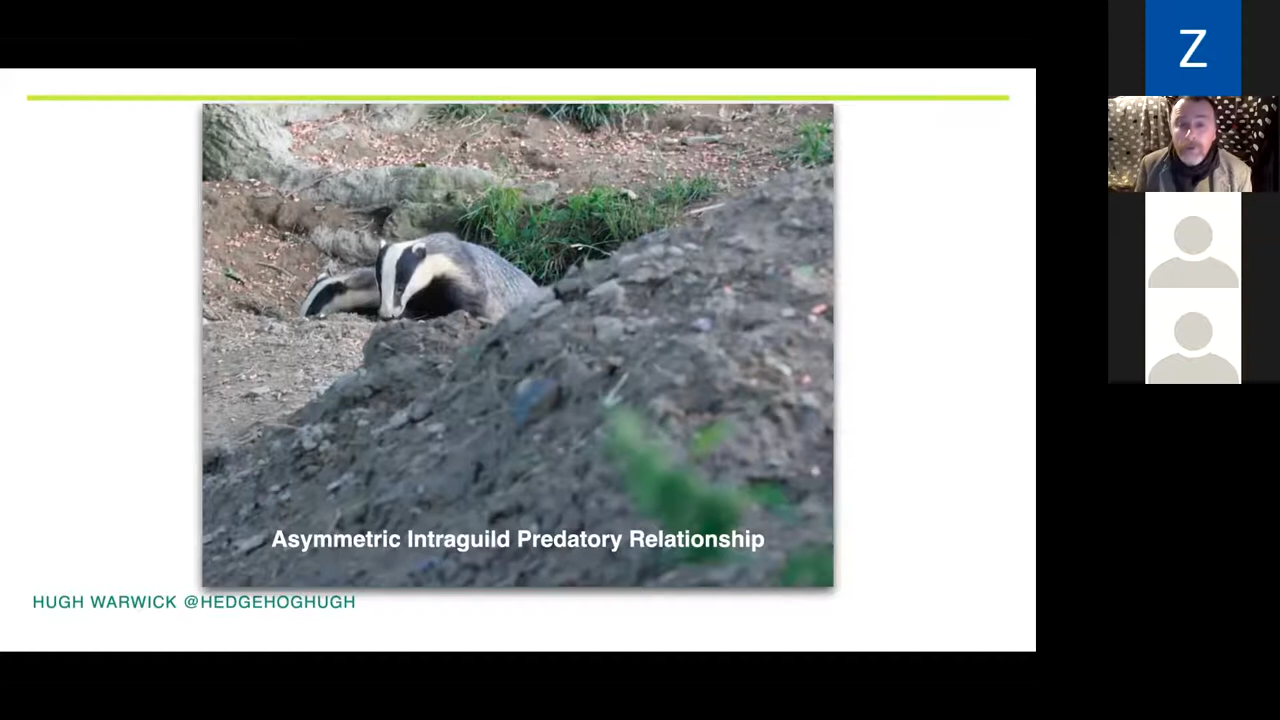 Z
Asymmetric Intraguild Predatory Relationship
HUGH WARWICK @HEDGEHOGHUGH